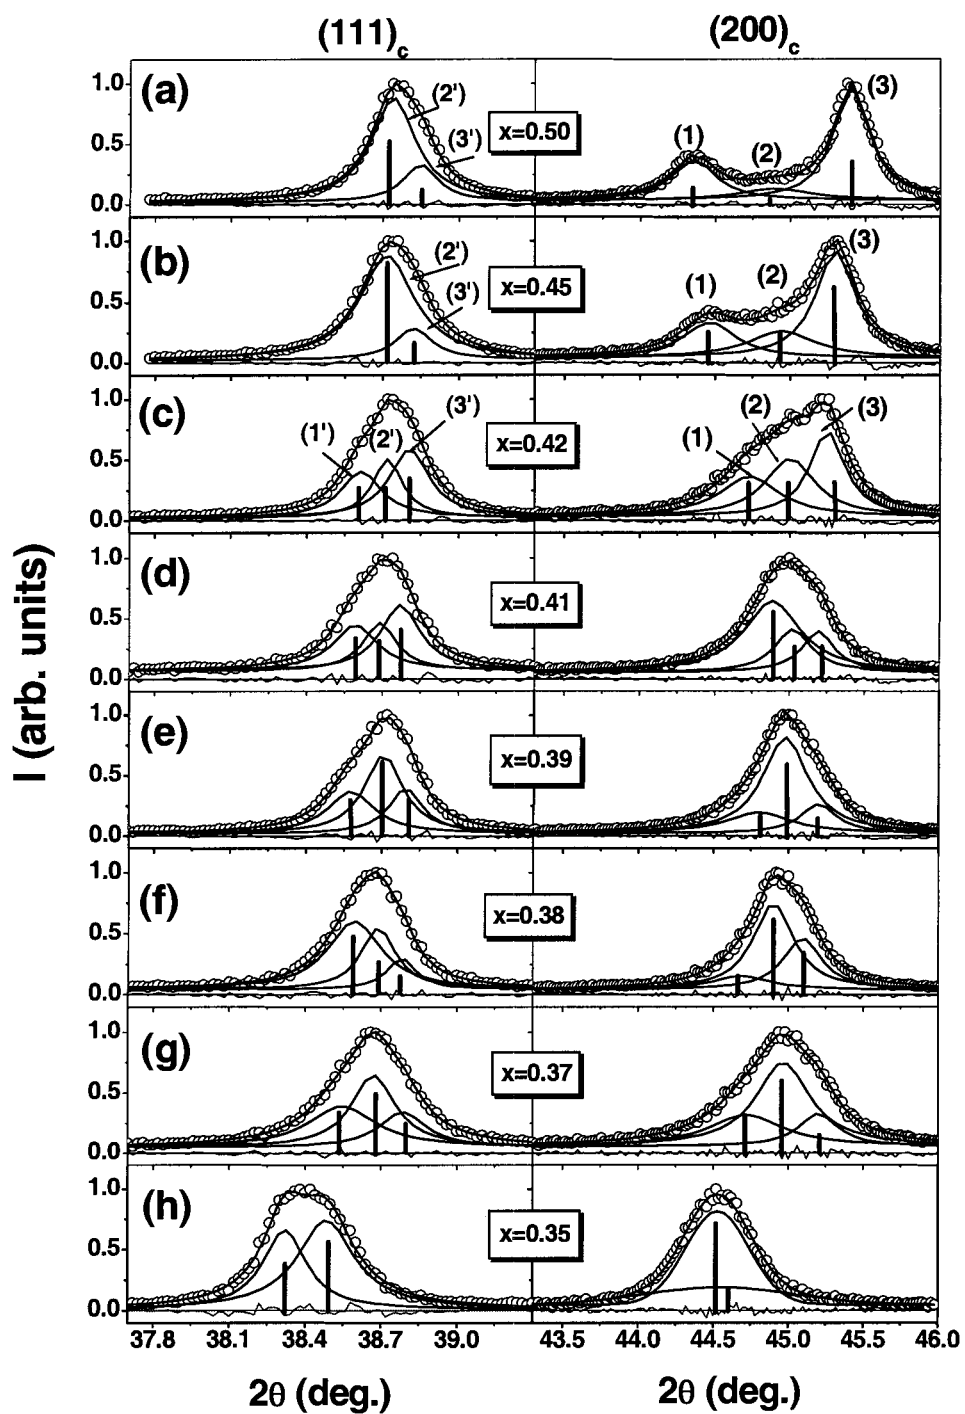 (111)c (200)c
(a) 1.0 (2') (3') x=0.50 (1) (2) (3)
0.5
0.0
(b) 1.0 (2') (3') x=0.45 (1) (2) (3)
0.5
0.0
(c) 1.0 (1') (2') (3') x=0.42 (1) (2) (3)
0.5
0.0
(d) 1.0 x=0.41
0.5
0.0
(e) 1.0 x=0.39
0.5
0.0
(f) 1.0 x=0.38
0.5
0.0
(g) 1.0 x=0.37
0.5
0.0
(h) 1.0 x=0.35
0.5
0.0
37.8 38.1 38.4 38.7 39.0 43.5 44.0 44.5 45.0 45.5 46.0
2θ (deg.) 2θ (deg.)
I (arb. units)